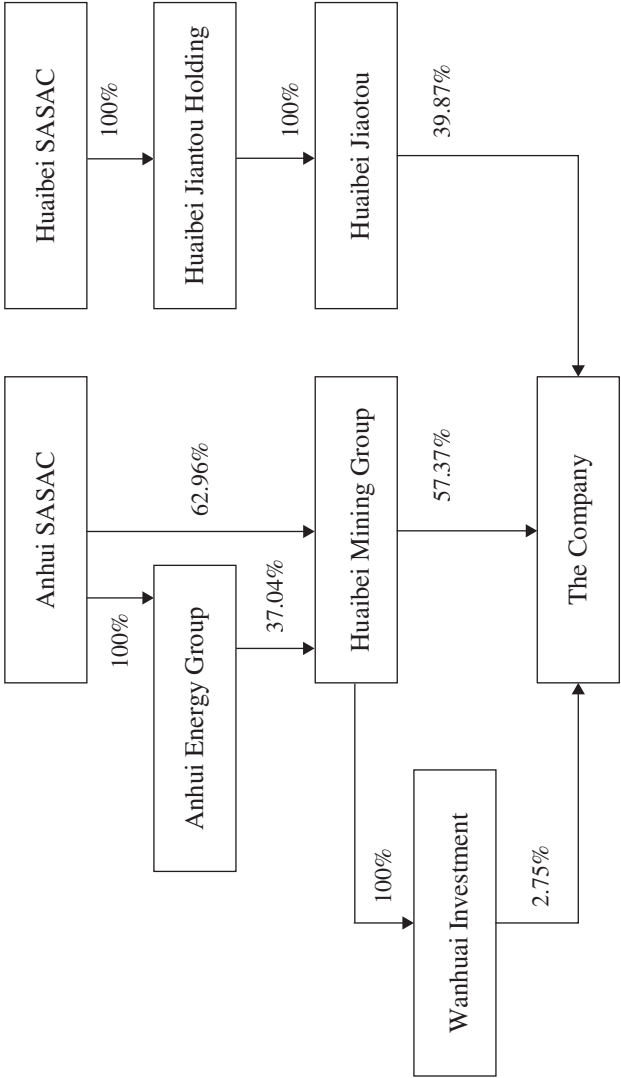 Anhui SASAC
Huaibei SASAC
100%
62.96%
100%
Anhui Energy Group
Huaibei Jiantou Holding
37.04%
100%
Huaibei Mining Group
Huaibei Jiaotou
100%
57.37%
39.87%
Wanhuai Investment
2.75%
The Company